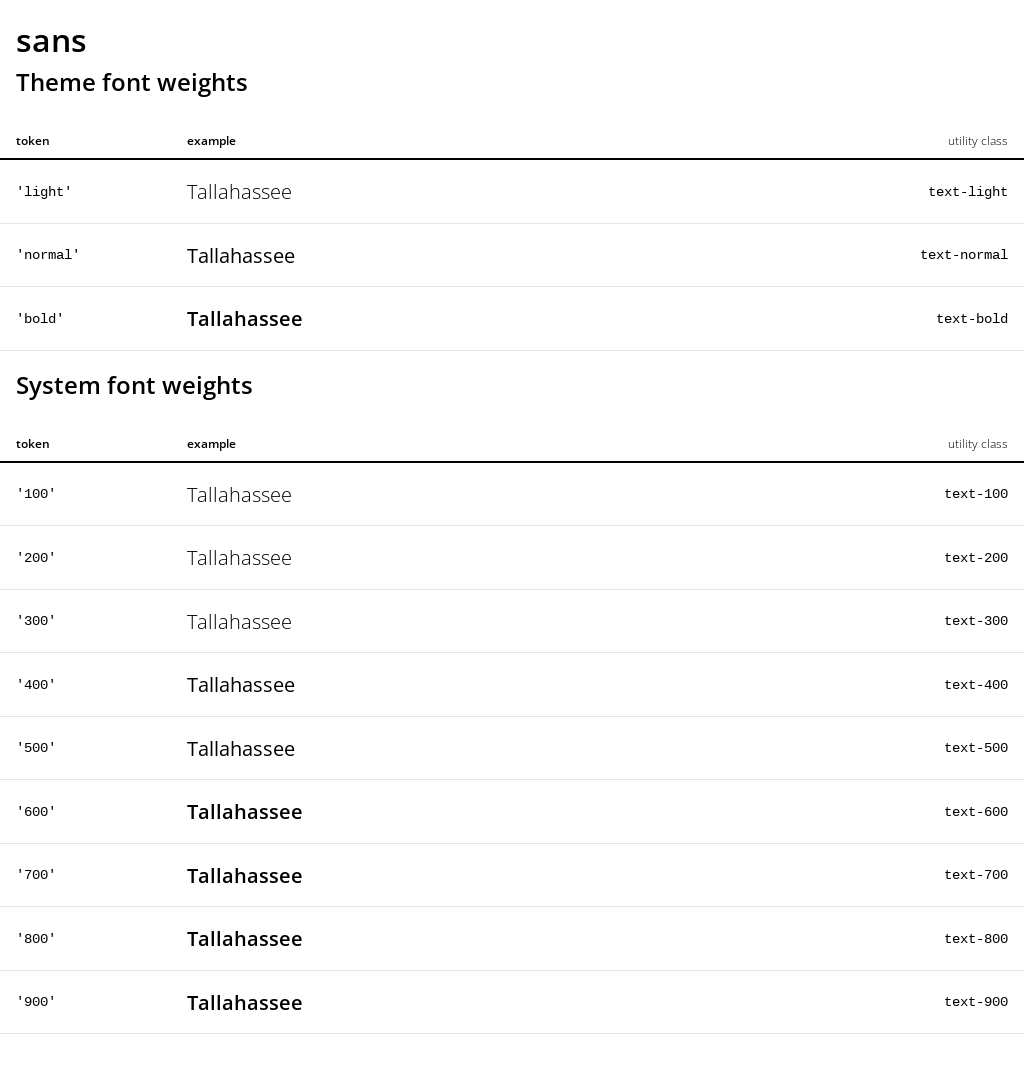 sans
Theme font weights
token example utility class
'light' Tallahassee text-light
'normal' Tallahassee text-normal
'bold' Tallahassee text-bold
System font weights
token example utility class
'100' Tallahassee text-100
'200' Tallahassee text-200
'300' Tallahassee text-300
'400' Tallahassee text-400
'500' Tallahassee text-500
'600' Tallahassee text-600
'700' Tallahassee text-700
'800' Tallahassee text-800
'900' Tallahassee text-900